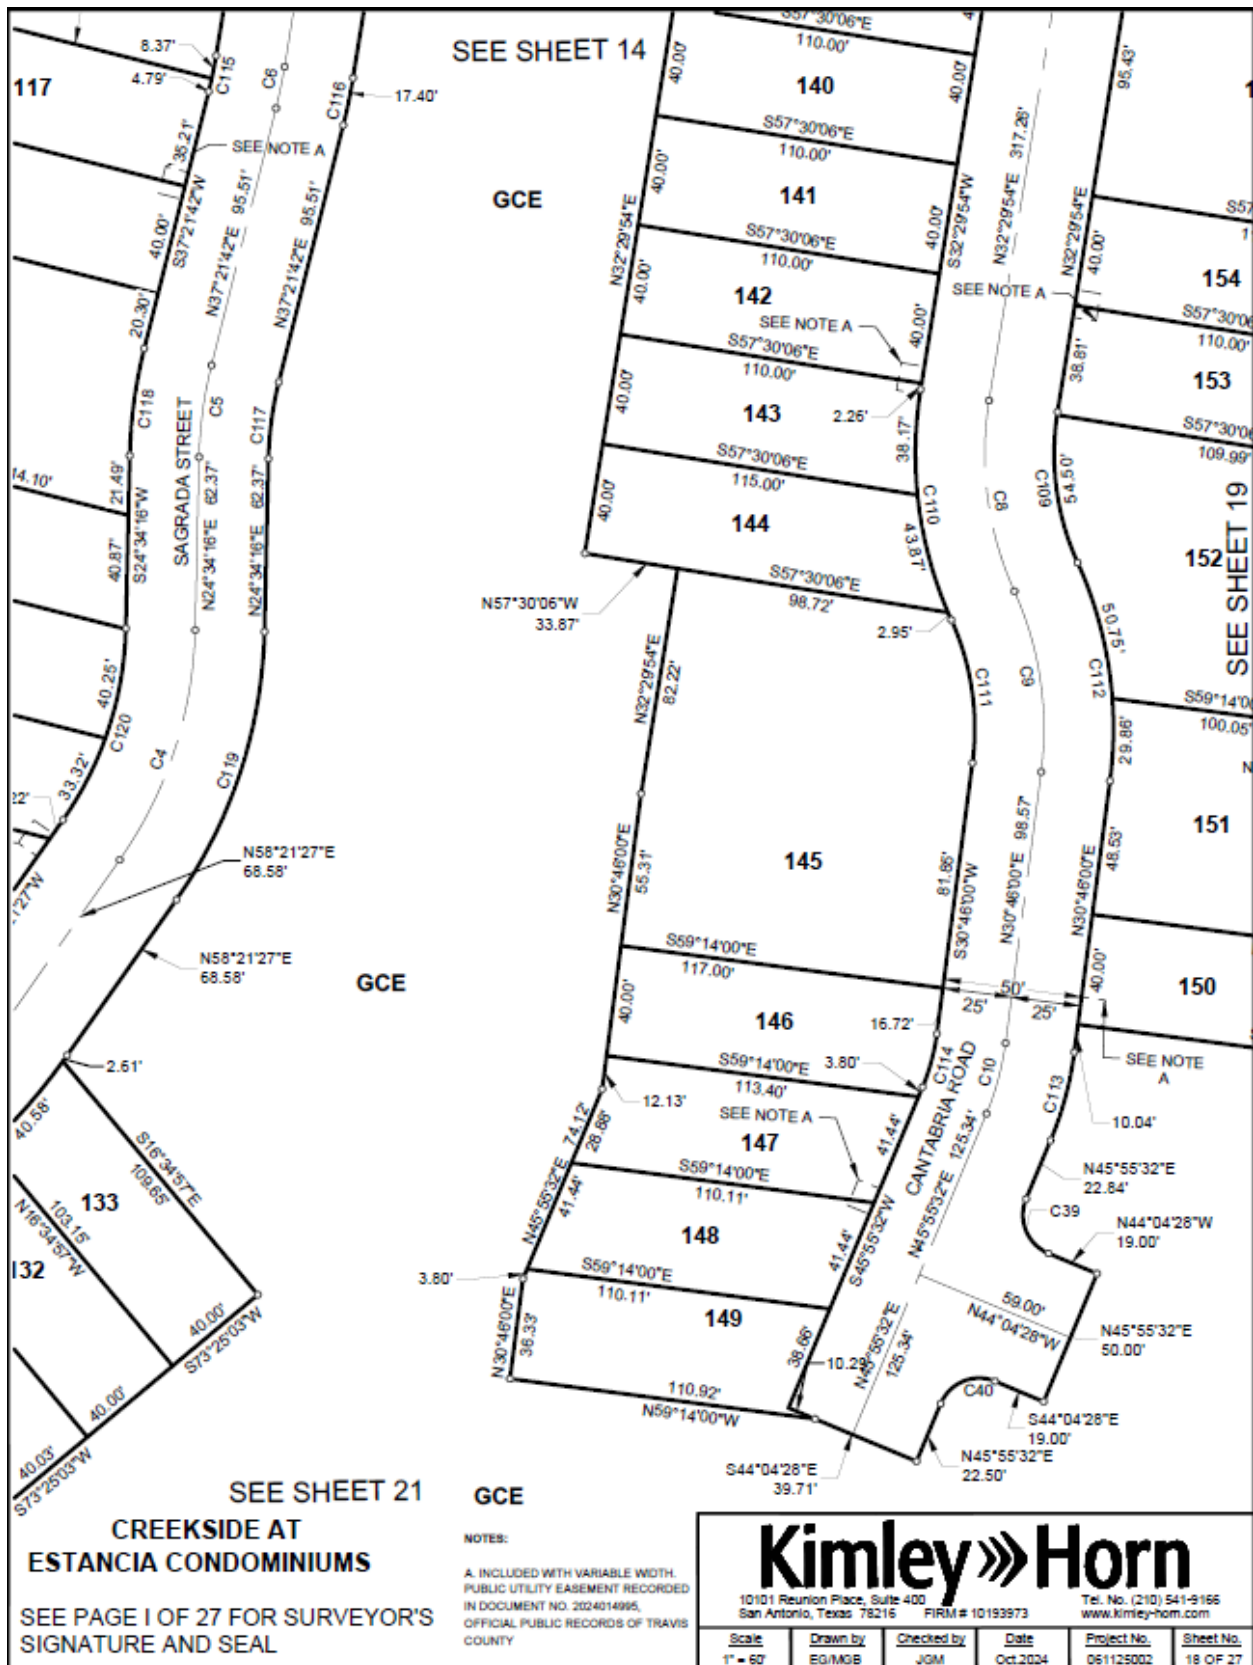 SEE SHEET 14
8.37'
4.79'
C115
C6
C116
17.40'
117
35.21'
SEE NOTE A
40.00'
S37°21'42"W
N37°21'42"E 95.51'
N37°21'42"E 95.51'
20.30'
C118
C5
C117
SAGRADA STREET
14.10'
21.49'
S24°34'16"W
N24°34'16"E 62.37'
N24°34'16"E 62.37'
40.87'
40.25'
C120
C4
C119
33.32'
22'
N58°21'27"E
68.58'
N58°21'27"E
68.58'
GCE
GCE
2.61'
40.58'
S16°34'57"E
109.65'
133
103.15'
N16°34'57"W
132
40.00'
S73°25'03"W
40.00'
40.03'
S73°25'03"W
S57°30'06"E
110.00'
140
40.00'
40.00'
S57°30'06"E
110.00'
141
40.00'
40.00'
N32°29'54"E
S32°29'54"W
S57°30'06"E
110.00'
142
40.00'
40.00'
SEE NOTE A
S57°30'06"E
110.00'
2.26'
143
40.00'
38.17'
S57°30'06"E
115.00'
C110
144
40.00'
43.87'
S57°30'06"E
98.72'
N57°30'06"W
33.87'
2.95'
N32°29'54"E 317.26'
95.43'
N32°29'54"E
40.00'
S57
154
SEE NOTE A
S57°30'06
110.00'
38.81'
153
S57°30'06
109.99'
C109
54.50'
C8
152
SEE SHEET 19
50.75'
C9
C111
C112
S59°14'00
100.05'
29.86'
N
N32°29'54"E
82.22'
145
N30°46'00"E
55.31'
81.86'
S30°46'00"W
N30°46'00"E 98.57'
48.53'
N30°46'00"E
151
S59°14'00"E
117.00'
50'
25'
25'
40.00'
150
40.00'
146
16.72'
SEE NOTE
A
S59°14'00"E
113.40'
3.80'
C114
C10
C113
10.04'
12.13'
SEE NOTE A
147
74.12'
28.88'
N45°55'32"E
41.44'
41.44'
CANTABRIA ROAD
N45°55'32"E 125.34'
N45°55'32"E
22.84'
C39
N44°04'28"W
19.00'
S59°14'00"E
110.11'
148
41.44'
S45°55'32"W
3.80'
S59°14'00"E
110.11'
149
N30°46'00"E
36.33'
38.66'
10.29'
N45°55'32"E
125.34'
59.00'
N44°04'28"W
N45°55'32"E
50.00'
110.92'
N59°14'00"W
C40
S44°04'28"E
19.00'
N45°55'32"E
22.50'
S44°04'28"E
39.71'
SEE SHEET 21
GCE
CREEKSIDE AT
ESTANCIA CONDOMINIUMS
SEE PAGE I OF 27 FOR SURVEYOR'S
SIGNATURE AND SEAL
NOTES:
A. INCLUDED WITH VARIABLE WIDTH.
PUBLIC UTILITY EASEMENT RECORDED
IN DOCUMENT NO. 2024014995,
OFFICIAL PUBLIC RECORDS OF TRAVIS
COUNTY
Kimley»Horn
10101 Reunion Place, Suite 400
San Antonio, Texas 78216 FIRM # 10193973
Tel. No. (210) 541-9166
www.kimley-horn.com
Scale Drawn by Checked by Date Project No. Sheet No.
1" = 60' EG/MGB JGM Oct.2024 061125002 18 OF 27